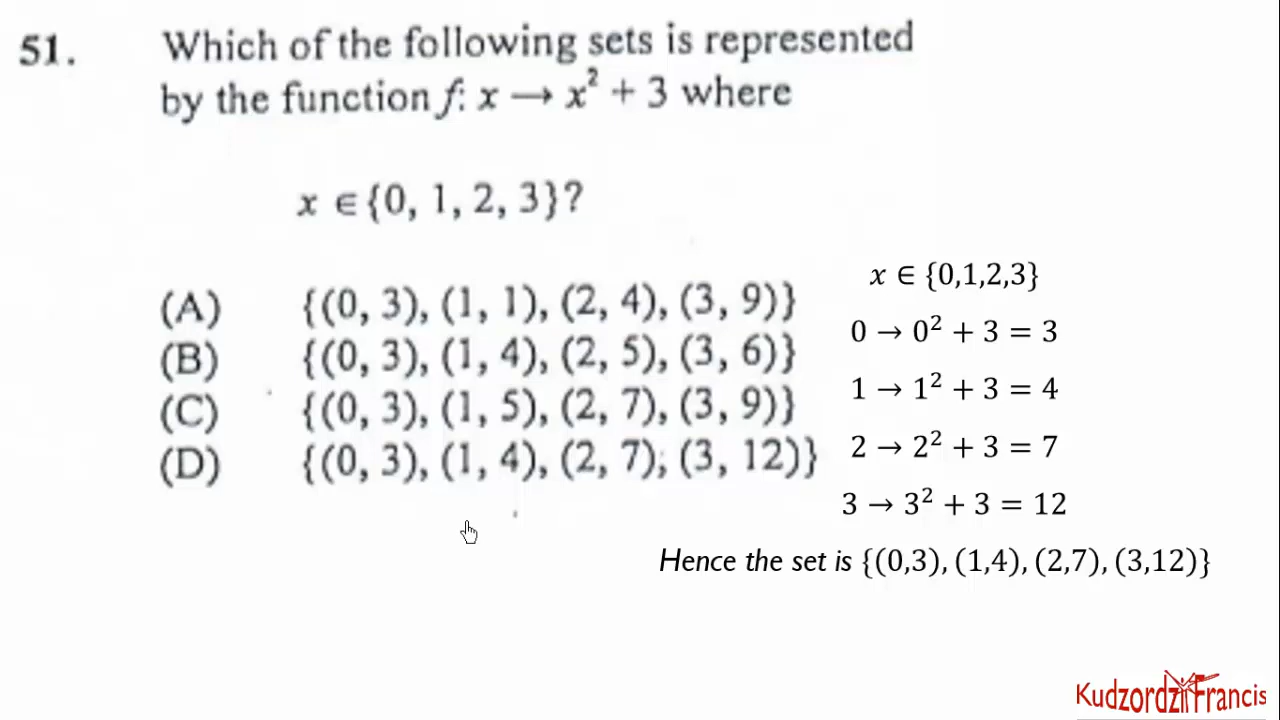 51. Which of the following sets is represented
by the function f: x → x² + 3 where
x ∈ {0, 1, 2, 3}?
(A) {(0, 3), (1, 1), (2, 4), (3, 9)}
(B) {(0, 3), (1, 4), (2, 5), (3, 6)}
(C) {(0, 3), (1, 5), (2, 7), (3, 9)}
(D) {(0, 3), (1, 4), (2, 7), (3, 12)}
x ∈ {0,1,2,3}
0 → 0² + 3 = 3
1 → 1² + 3 = 4
2 → 2² + 3 = 7
3 → 3² + 3 = 12
Hence the set is {(0,3), (1,4), (2,7), (3,12)}
Kudzordzi Francis